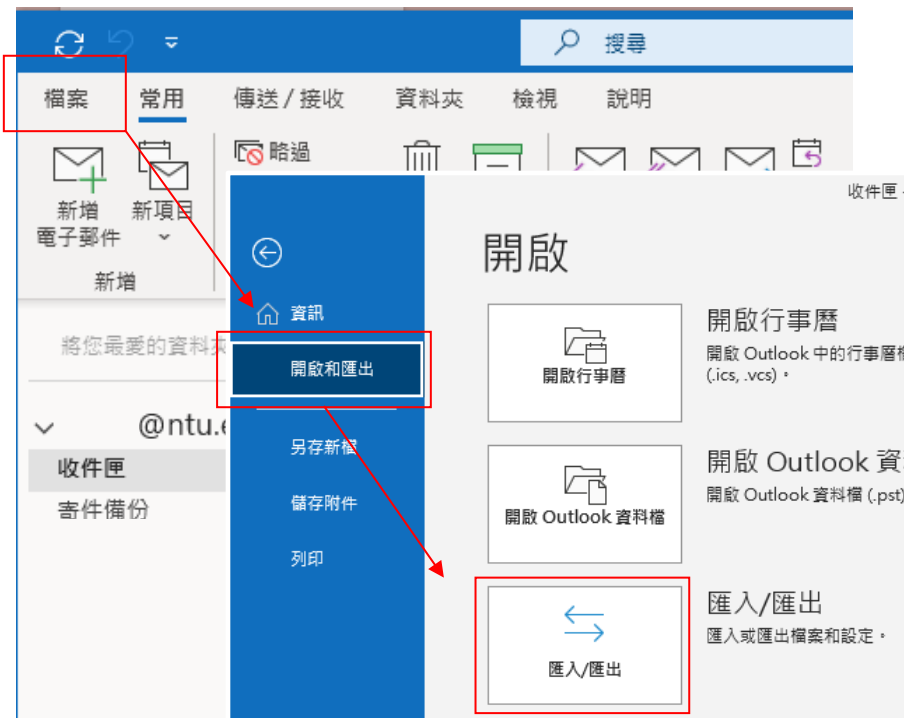 搜尋
檔案 常用 傳送 / 接收 資料夾 檢視 說明
略過
新增
電子郵件
新項目
新增
將您最愛的資料夾
@ntu.e
收件匣
寄件備份
收件匣
資訊
開啟和匯出
另存新檔
儲存附件
列印
開啟
開啟行事曆
開啟行事曆
開啟 Outlook 中的行事曆檔
(.ics, .vcs)。
開啟 Outlook 資料檔
開啟 Outlook 資
開啟 Outlook 資料檔 (.pst)
匯入/匯出
匯入/匯出
匯入或匯出檔案和設定。